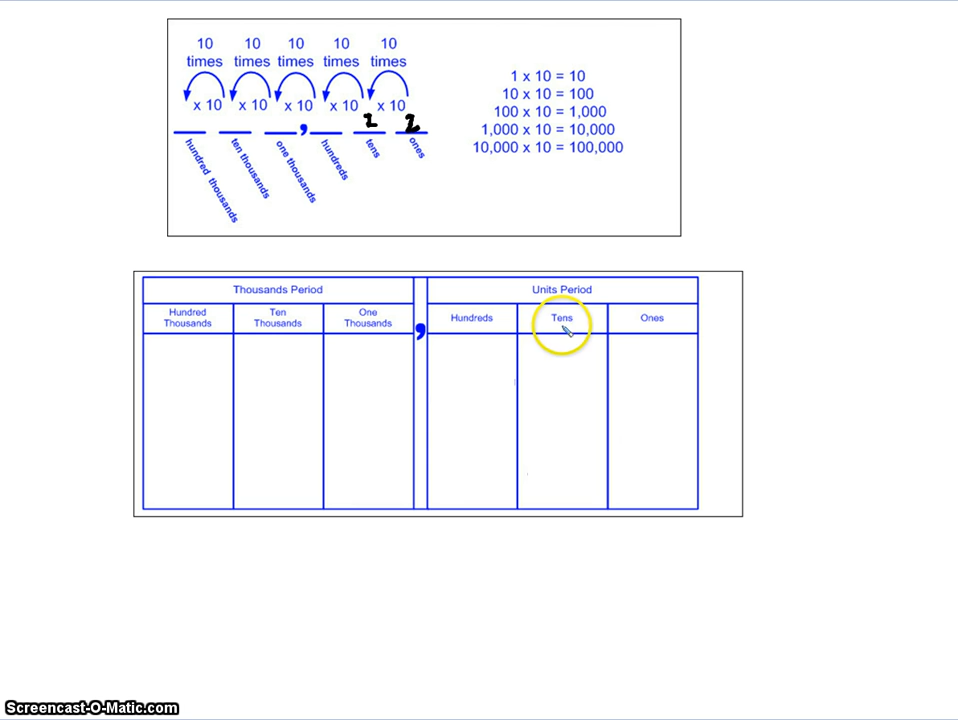 10 10 10 10 10
times times times times times
x 10 x 10 x 10 x 10 x 10
2 2
,
hundred thousands ten thousands one thousands hundreds tens ones
1 x 10 = 10
10 x 10 = 100
100 x 10 = 1,000
1,000 x 10 = 10,000
10,000 x 10 = 100,000
Thousands Period Units Period
Hundred Thousands Ten Thousands One Thousands , Hundreds Tens Ones
Screencast-O-Matic.com